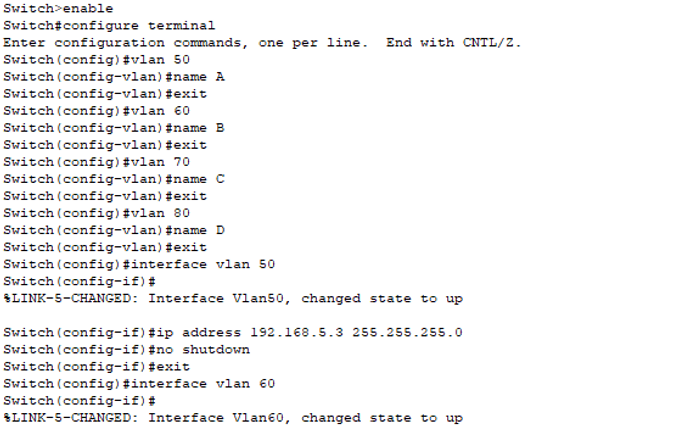 Switch>enable
Switch#configure terminal
Enter configuration commands, one per line.  End with CNTL/Z.
Switch(config)#vlan 50
Switch(config-vlan)#name A
Switch(config-vlan)#exit
Switch(config)#vlan 60
Switch(config-vlan)#name B
Switch(config-vlan)#exit
Switch(config)#vlan 70
Switch(config-vlan)#name C
Switch(config-vlan)#exit
Switch(config)#vlan 80
Switch(config-vlan)#name D
Switch(config-vlan)#exit
Switch(config)#interface vlan 50
Switch(config-if)#
%LINK-5-CHANGED: Interface Vlan50, changed state to up
Switch(config-if)#ip address 192.168.5.3 255.255.255.0
Switch(config-if)#no shutdown
Switch(config-if)#exit
Switch(config)#interface vlan 60
Switch(config-if)#
%LINK-5-CHANGED: Interface Vlan60, changed state to up